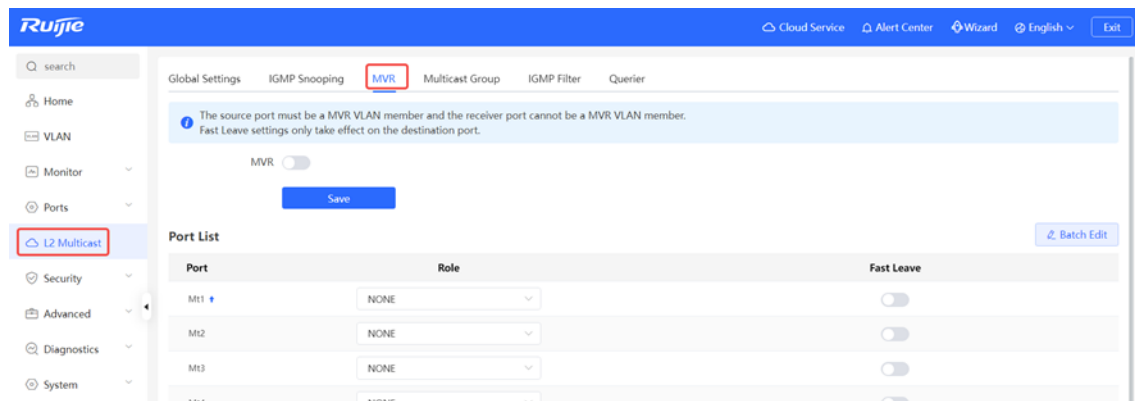 Ruijie
Cloud Service
Alert Center
Wizard
English
Exit
search
Home
VLAN
Monitor
Ports
L2 Multicast
Security
Advanced
Diagnostics
System
Global Settings
IGMP Snooping
MVR
Multicast Group
IGMP Filter
Querier
The source port must be a MVR VLAN member and the receiver port cannot be a MVR VLAN member.
Fast Leave settings only take effect on the destination port.
MVR
Save
Port List
Batch Edit
Port Role Fast Leave
Mt1 NONE
Mt2 NONE
Mt3 NONE